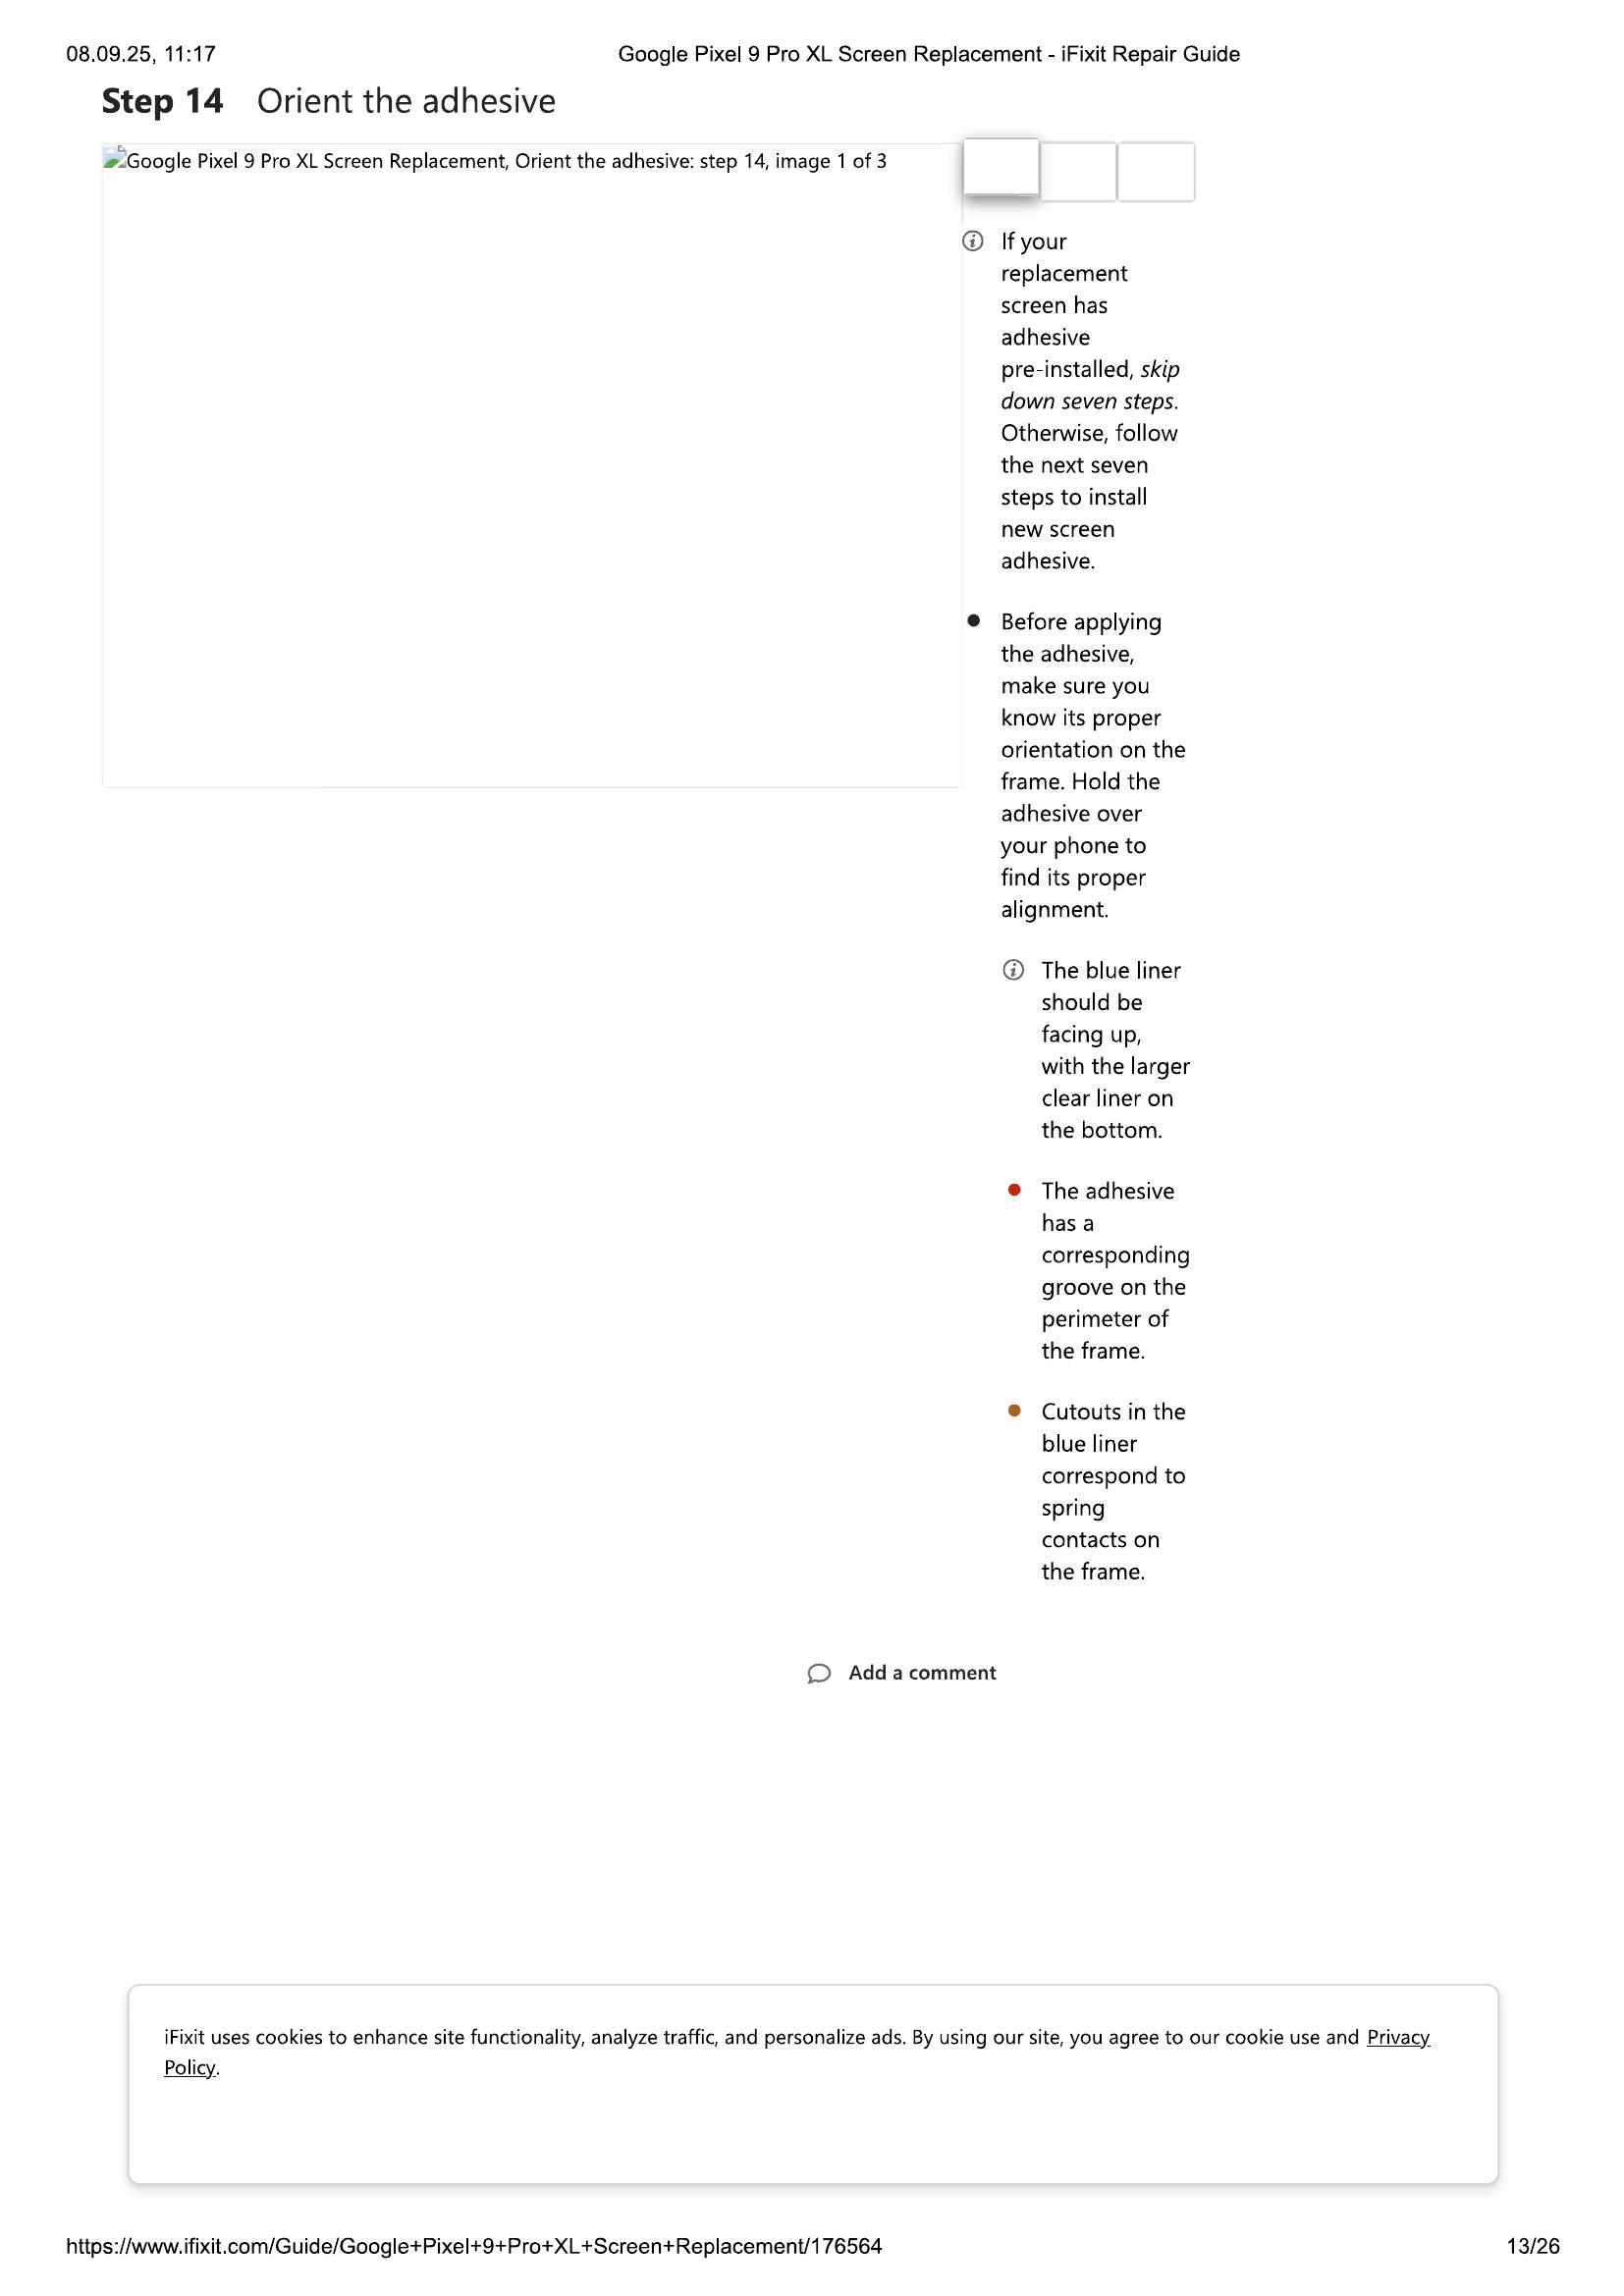 08.09.25, 11:17 Google Pixel 9 Pro XL Screen Replacement - iFixit Repair Guide
Step 14 Orient the adhesive
Google Pixel 9 Pro XL Screen Replacement, Orient the adhesive: step 14, image 1 of 3
If your
replacement
screen has
adhesive
pre-installed, skip
down seven steps.
Otherwise, follow
the next seven
steps to install
new screen
adhesive.
Before applying
the adhesive,
make sure you
know its proper
orientation on the
frame. Hold the
adhesive over
your phone to
find its proper
alignment.
The blue liner
should be
facing up,
with the larger
clear liner on
the bottom.
The adhesive
has a
corresponding
groove on the
perimeter of
the frame.
Cutouts in the
blue liner
correspond to
spring
contacts on
the frame.
Add a comment
iFixit uses cookies to enhance site functionality, analyze traffic, and personalize ads. By using our site, you agree to our cookie use and Privacy
Policy.
https://www.ifixit.com/Guide/Google+Pixel+9+Pro+XL+Screen+Replacement/176564 13/26